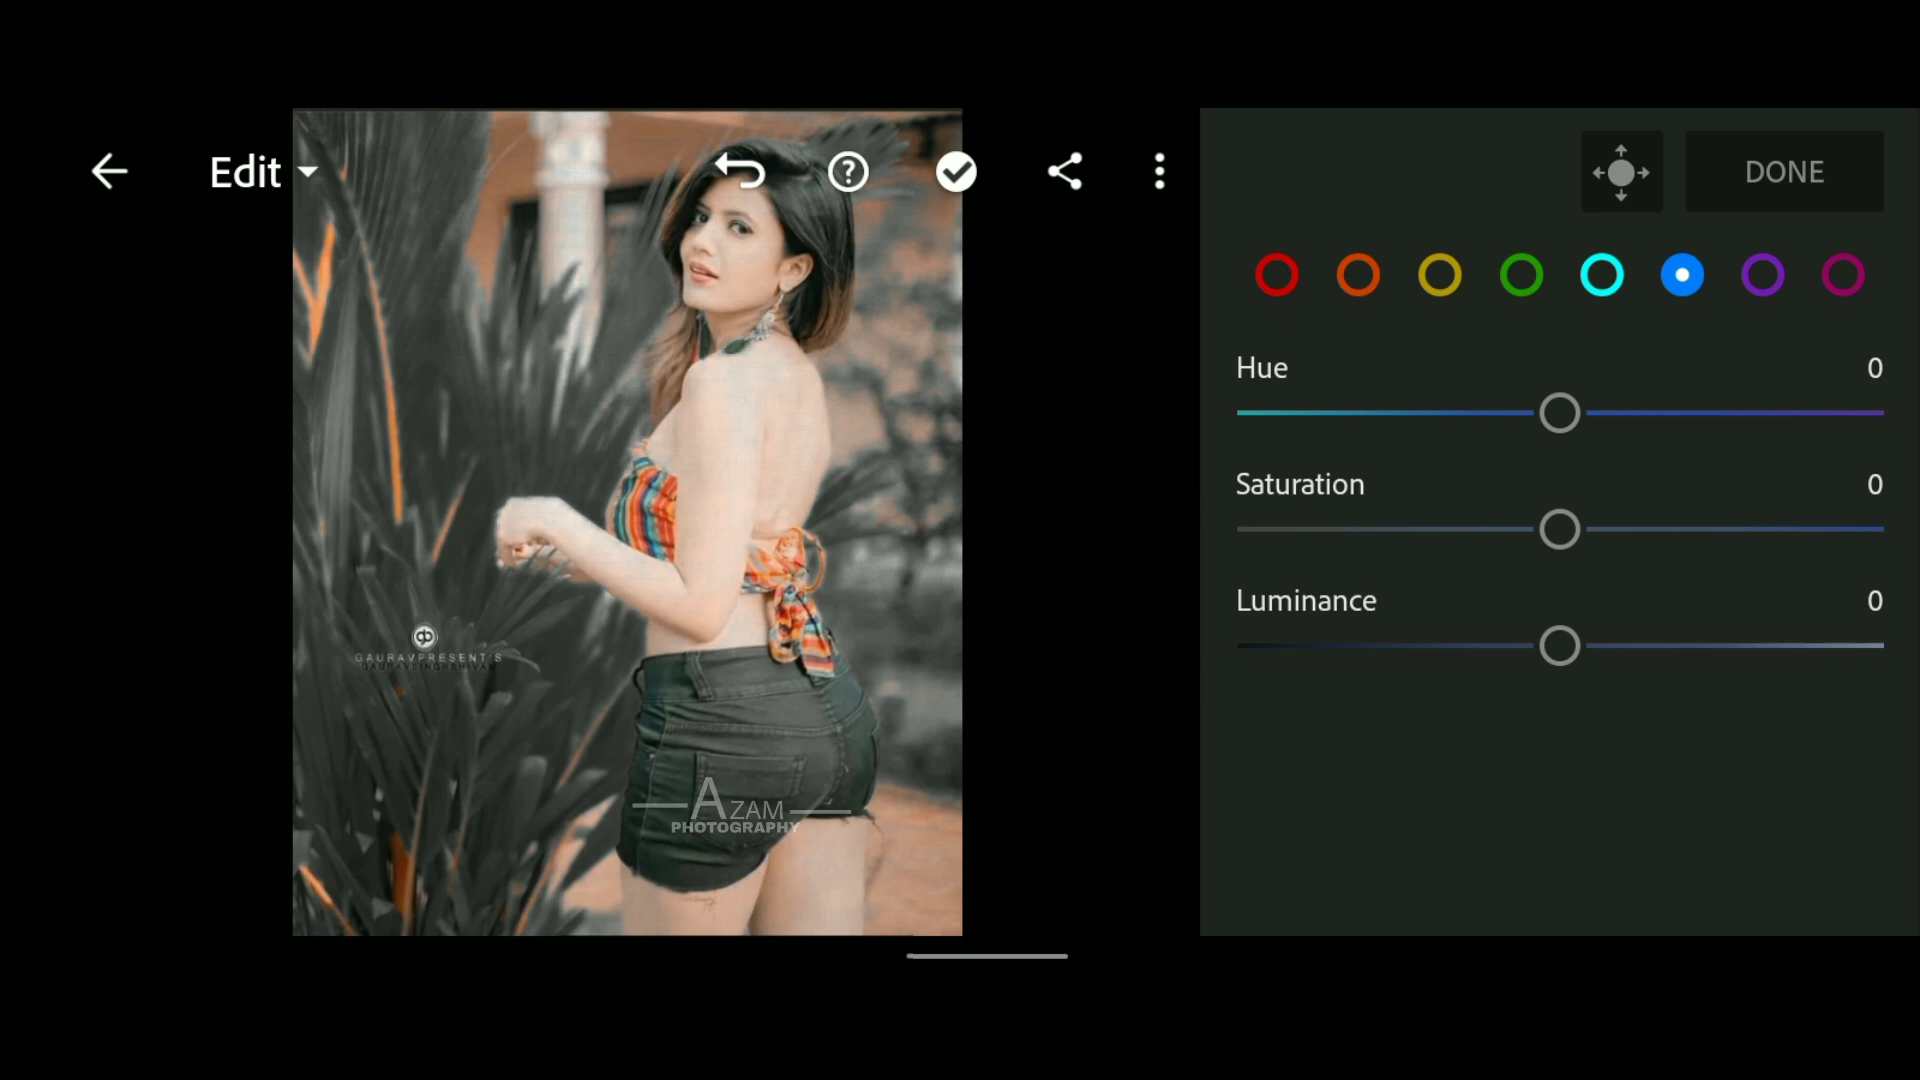 Edit
DONE
Hue 0
Saturation 0
Luminance 0
GAURAVPRESENT'S
AZAM
PHOTOGRAPHY